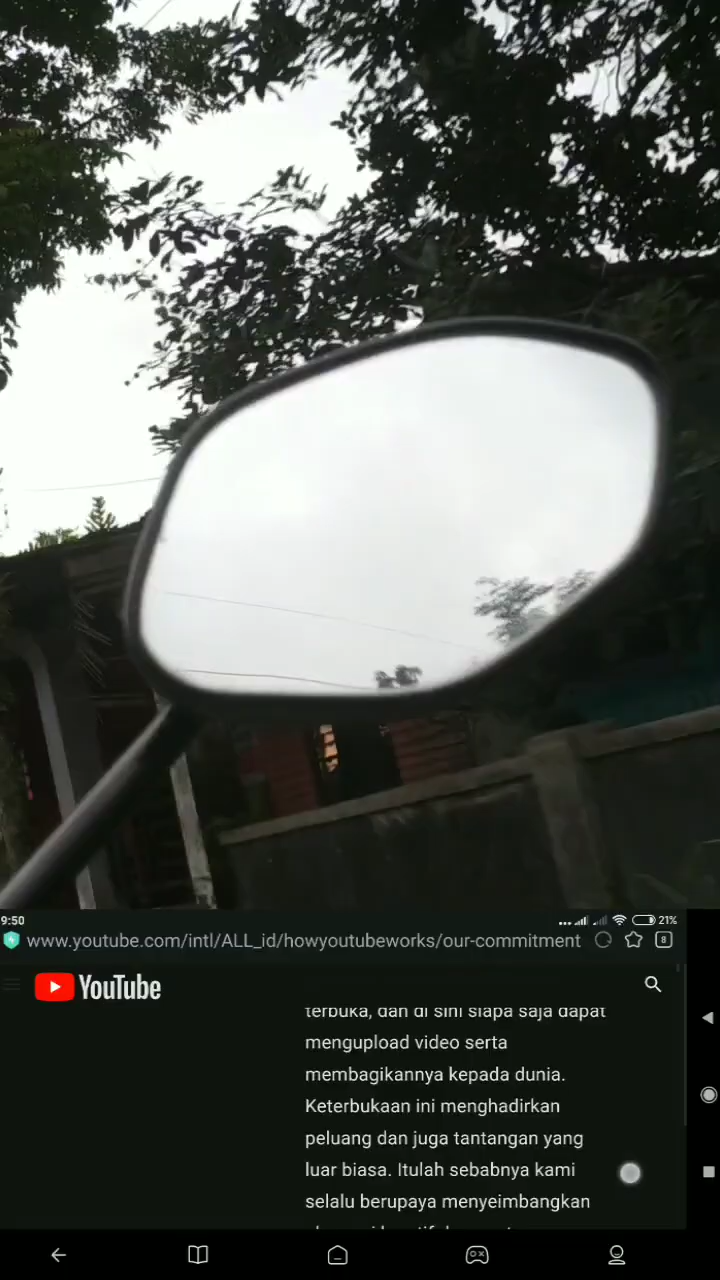 9:50
21%
www.youtube.com/intl/ALL_id/howyoutubeworks/our-commitment
8
YouTube
terbuka, dan di sini siapa saja dapat
mengupload video serta
membagikannya kepada dunia.
Keterbukaan ini menghadirkan
peluang dan juga tantangan yang
luar biasa. Itulah sebabnya kami
selalu berupaya menyeimbangkan